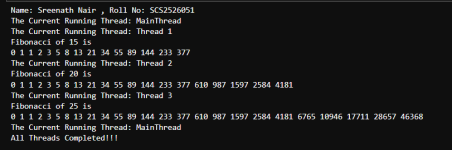 Name: Sreenath Nair , Roll No: SCS2526051
The Current Running Thread: MainThread
The Current Running Thread: Thread 1
Fibonacci of 15 is
0 1 1 2 3 5 8 13 21 34 55 89 144 233 377
The Current Running Thread: Thread 2
Fibonacci of 20 is
0 1 1 2 3 5 8 13 21 34 55 89 144 233 377 610 987 1597 2584 4181
The Current Running Thread: Thread 3
Fibonacci of 25 is
0 1 1 2 3 5 8 13 21 34 55 89 144 233 377 610 987 1597 2584 4181 6765 10946 17711 28657 46368
The Current Running Thread: MainThread
All Threads Completed!!!